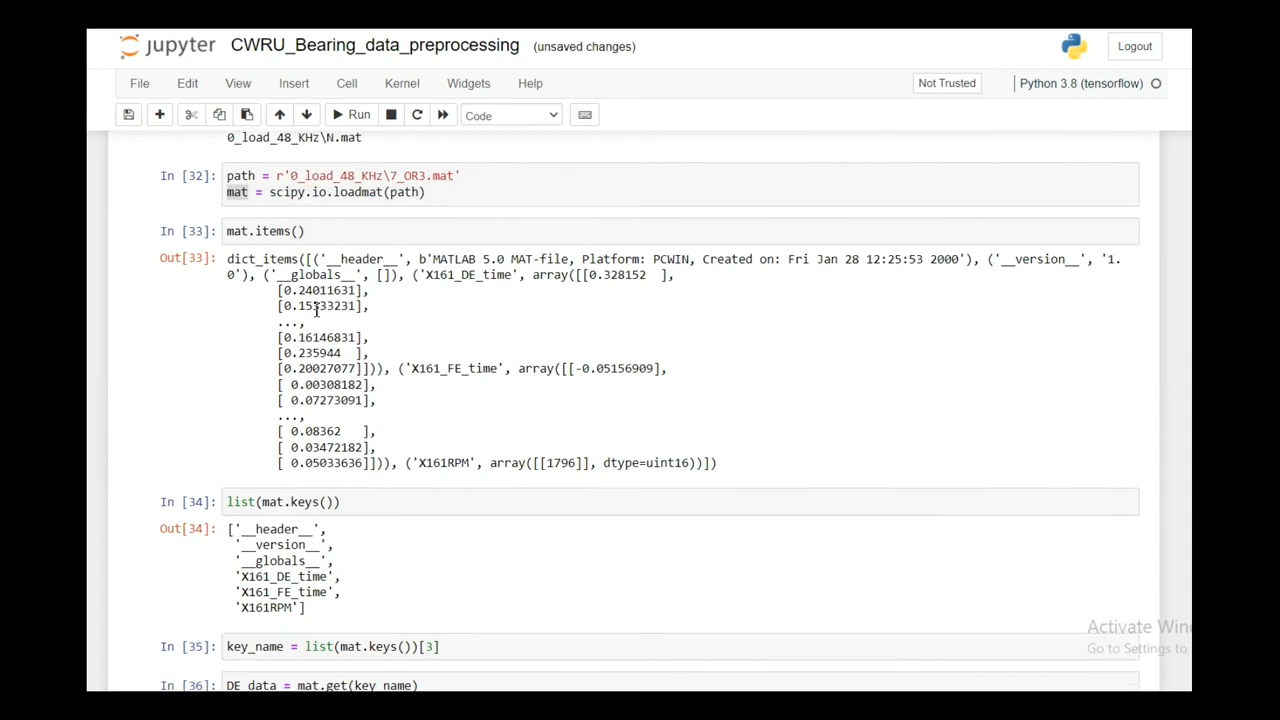 jupyter CWRU_Bearing_data_preprocessing (unsaved changes) Logout
File Edit View Insert Cell Kernel Widgets Help Not Trusted Python 3.8 (tensorflow)
Run Code
0_load_48_KHz\N.mat
In [32]: path = r'0_load_48_KHz\7_OR3.mat'
mat = scipy.io.loadmat(path)
In [33]: mat.items()
Out[33]: dict_items([('__header__', b'MATLAB 5.0 MAT-file, Platform: PCWIN, Created on: Fri Jan 28 12:25:53 2000'), ('__version__', '1.
0'), ('__globals__', []), ('X161_DE_time', array([[0.328152  ],
[0.24011631],
[0.15333231],
...,
[0.16146831],
[0.235944  ],
[0.20027077]])), ('X161_FE_time', array([[-0.05156909],
[ 0.00308182],
[ 0.07273091],
...,
[ 0.08362   ],
[ 0.03472182],
[ 0.05033636]])), ('X161RPM', array([[1796]], dtype=uint16))])
In [34]: list(mat.keys())
Out[34]: ['__header__',
'__version__',
'__globals__',
'X161_DE_time',
'X161_FE_time',
'X161RPM']
Activate Win
In [35]: key_name = list(mat.keys())[3]
Go to Settings to
In [36]: DE_data = mat.get(key_name)